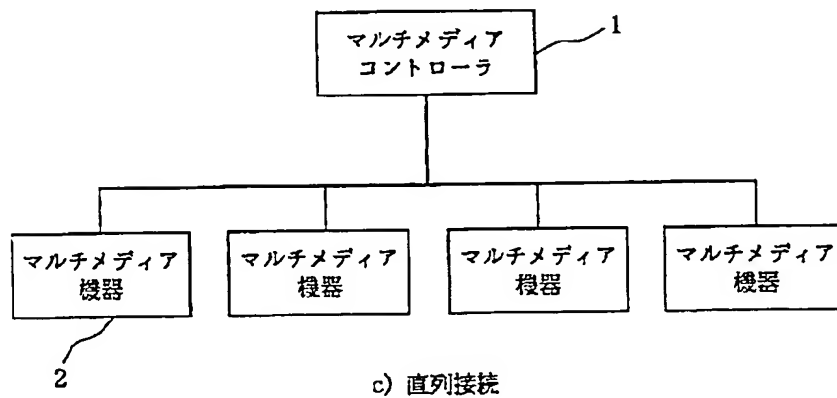 マルチメディア
コントローラ
1
マルチメディア
機器
マルチメディア
機器
マルチメディア
機器
マルチメディア
機器
2
c) 直列接続